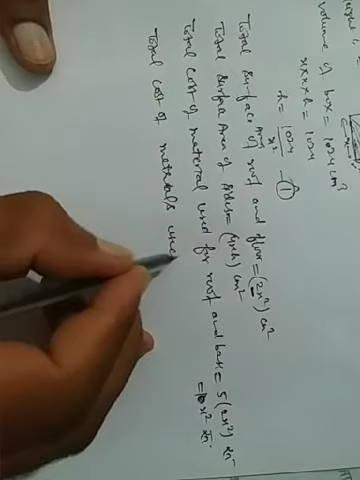 volume of box = 1024 cm3
x × x × h = 1024
h = 1024/x² — ①
Total Surface Area of roof and floor = (2x²) cm²
Total Surface Area of sides = (4xh) cm²
Total Cost of material used for roof and base = 5(2x²)
= 10x²
Total cost of materials used